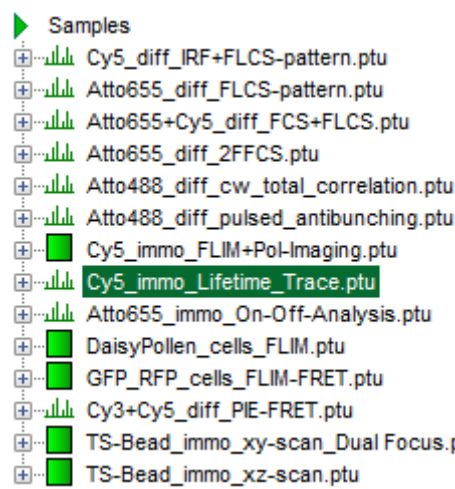 Samples
Cy5_diff_IRF+FLCS-pattern.ptu
Atto655_diff_FLCS-pattern.ptu
Atto655+Cy5_diff_FCS+FLCS.ptu
Atto655_diff_2FFCS.ptu
Atto488_diff_cw_total_correlation.ptu
Atto488_diff_pulsed_antibunching.ptu
Cy5_immo_FLIM+Pol-Imaging.ptu
Cy5_immo_Lifetime_Trace.ptu
Atto655_immo_On-Off-Analysis.ptu
DaisyPollen_cells_FLIM.ptu
GFP_RFP_cells_FLIM-FRET.ptu
Cy3+Cy5_diff_PIE-FRET.ptu
TS-Bead_immo_xy-scan_Dual Focus.p
TS-Bead_immo_xz-scan.ptu